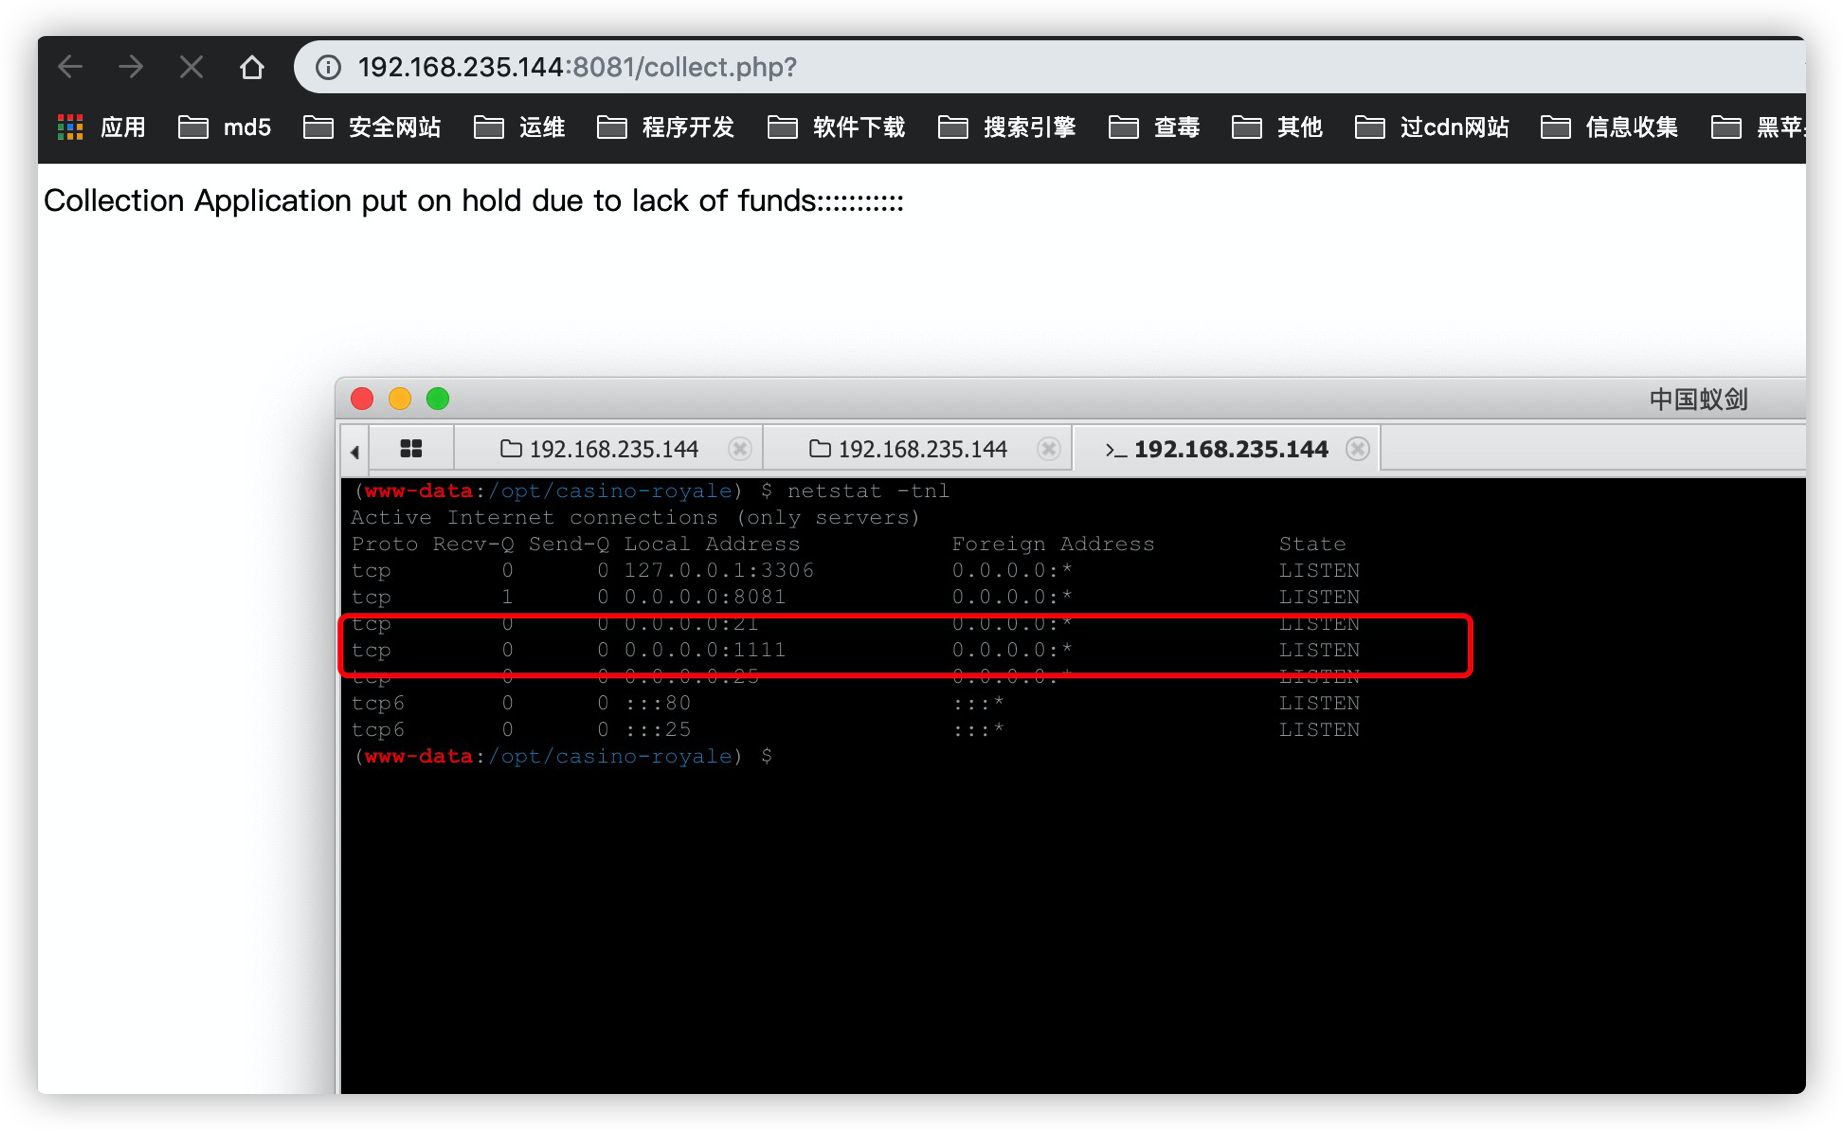 192.168.235.144:8081/collect.php?
应用 md5 安全网站 运维 程序开发 软件下载 搜索引擎 查毒 其他 过cdn网站 信息收集 黑苹
Collection Application put on hold due to lack of funds:::::::::::
中国蚁剑
192.168.235.144 192.168.235.144 >_ 192.168.235.144
(www-data:/opt/casino-royale) $ netstat -tnl
Active Internet connections (only servers)
Proto Recv-Q Send-Q Local Address Foreign Address State
tcp 0 0 127.0.0.1:3306 0.0.0.0:* LISTEN
tcp 1 0 0.0.0.0:8081 0.0.0.0:* LISTEN
tcp 0 0 0.0.0.0:21 0.0.0.0:* LISTEN
tcp 0 0 0.0.0.0:1111 0.0.0.0:* LISTEN
tcp 0 0 0.0.0.0:25 0.0.0.0:* LISTEN
tcp6 0 0 :::80 :::* LISTEN
tcp6 0 0 :::25 :::* LISTEN
(www-data:/opt/casino-royale) $